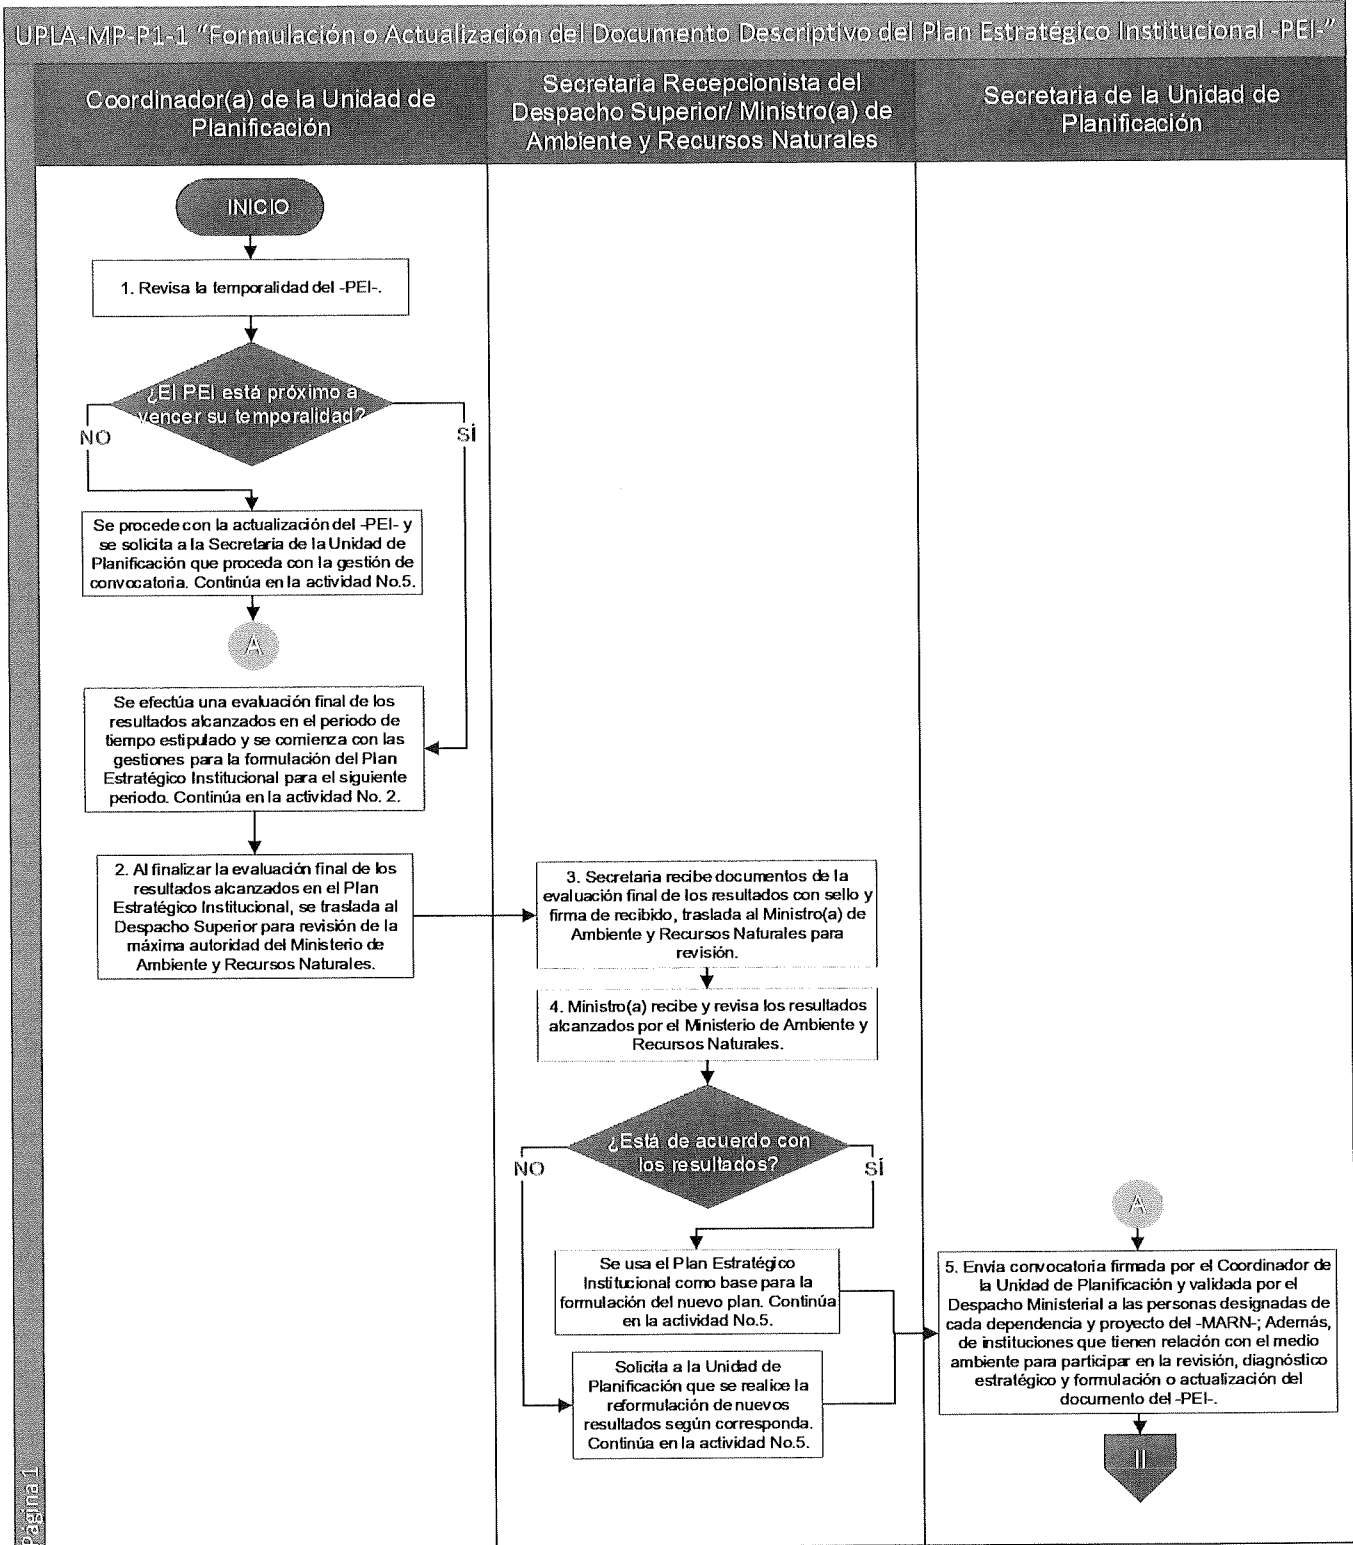 UPLA-MP-P1-1 “Formulación o Actualización del Documento Descriptivo del Plan Estratégico Institucional -PEI-”
Coordinador(a) de la Unidad de
Planificación
Secretaria Recepcionista del
Despacho Superior/ Ministro(a) de
Ambiente y Recursos Naturales
Secretaria de la Unidad de
Planificación
INICIO
1. Revisa la temporalidad del -PEI-.
¿El PEI está próximo a
vencer su temporalidad?
NO
SÍ
Se procede con la actualización del -PEI- y
se solicita a la Secretaria de la Unidad de
Planificación que proceda con la gestión de
convocatoria. Continúa en la actividad No.5.
A
Se efectúa una evaluación final de los
resultados alcanzados en el periodo de
tiempo estipulado y se comienza con las
gestiones para la formulación del Plan
Estratégico Institucional para el siguiente
periodo. Continúa en la actividad No. 2.
2. Al finalizar la evaluación final de los
resultados alcanzados en el Plan
Estratégico Institucional, se traslada al
Despacho Superior para revisión de la
máxima autoridad del Ministerio de
Ambiente y Recursos Naturales.
3. Secretaria recibe documentos de la
evaluación final de los resultados con sello y
firma de recibido, traslada al Ministro(a) de
Ambiente y Recursos Naturales para
revisión.
4. Ministro(a) recibe y revisa los resultados
alcanzados por el Ministerio de Ambiente y
Recursos Naturales.
¿Está de acuerdo con
los resultados?
NO
SÍ
Se usa el Plan Estratégico
Institucional como base para la
formulación del nuevo plan. Continúa
en la actividad No.5.
Solicita a la Unidad de
Planificación que se realice la
reformulación de nuevos
resultados según corresponda.
Continúa en la actividad No.5.
A
5. Envía convocatoria firmada por el Coordinador de
la Unidad de Planificación y validada por el
Despacho Ministerial a las personas designadas de
cada dependencia y proyecto del -MARN-; Además,
de instituciones que tienen relación con el medio
ambiente para participar en la revisión, diagnóstico
estratégico y formulación o actualización del
documento del -PEI-.
II
Página 1